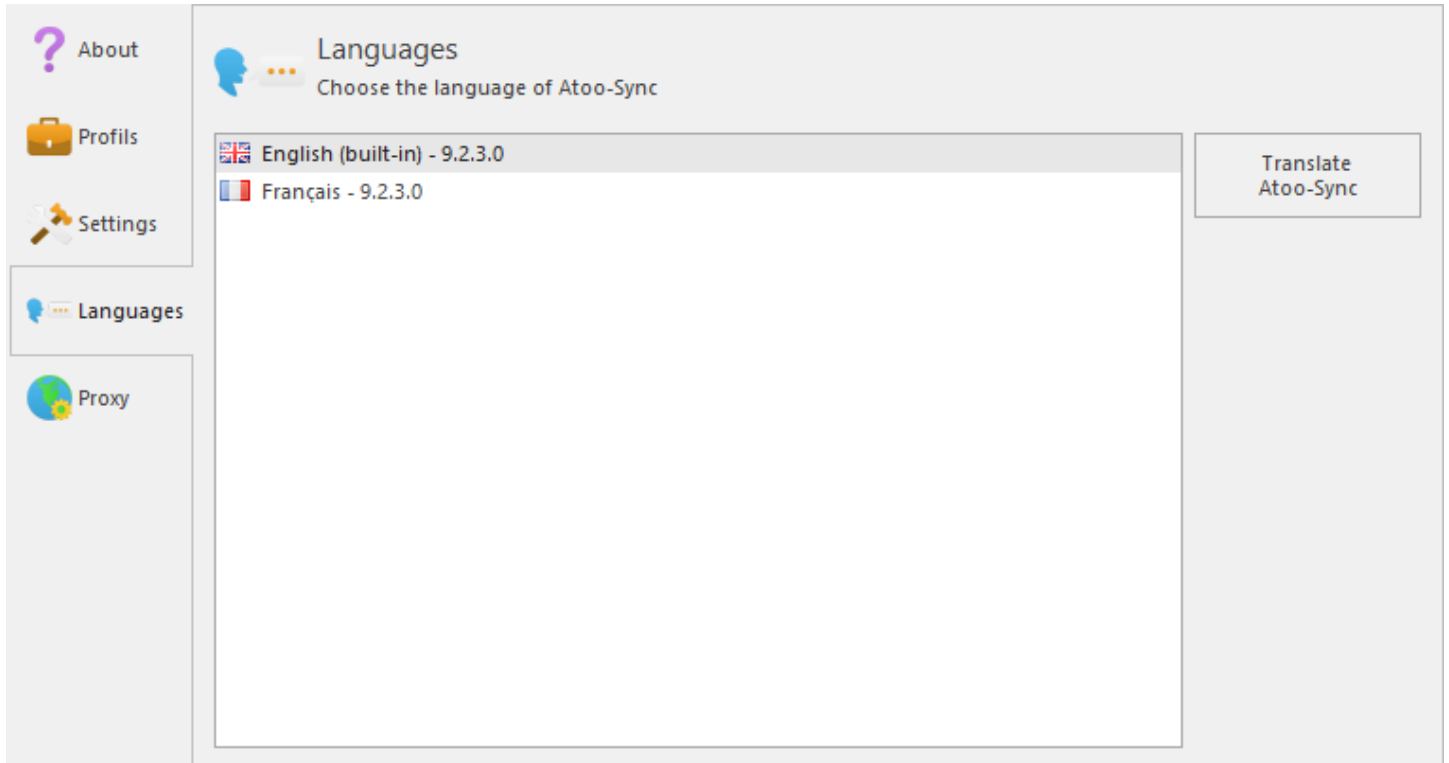 About
Profils
Settings
Languages
Proxy
Languages
Choose the language of Atoo-Sync
English (built-in) - 9.2.3.0
Français - 9.2.3.0
Translate
Atoo-Sync